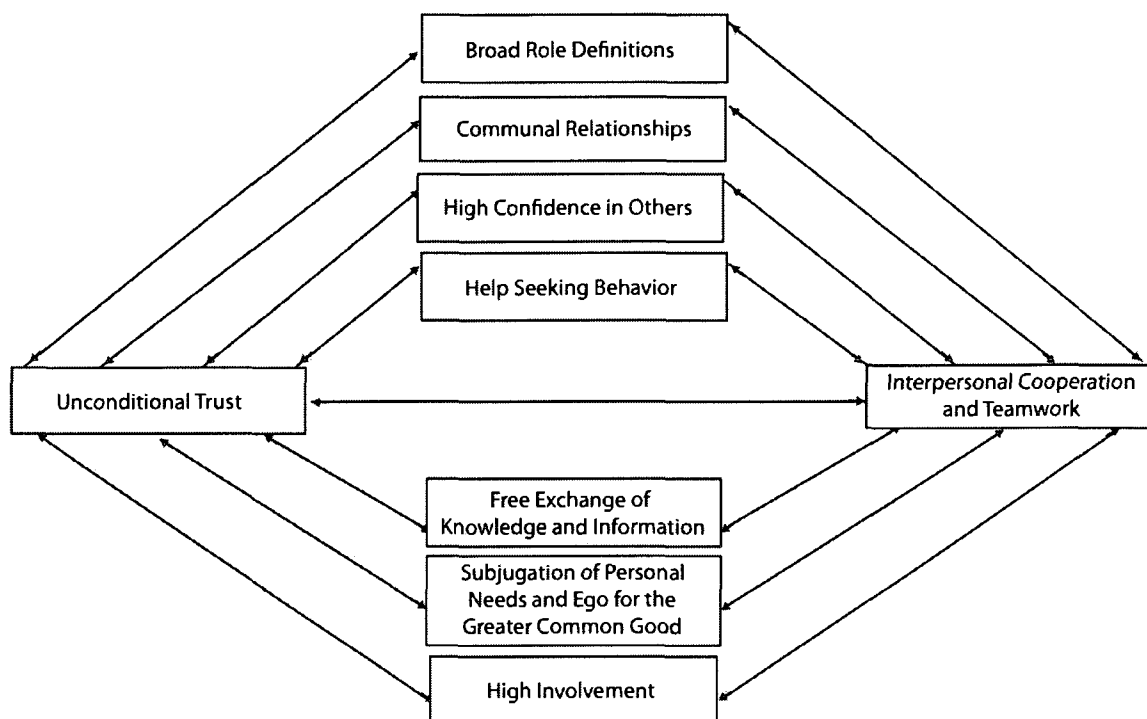 Broad Role Definitions
Communal Relationships
High Confidence in Others
Help Seeking Behavior
Unconditional Trust
Interpersonal Cooperation
and Teamwork
Free Exchange of
Knowledge and Information
Subjugation of Personal
Needs and Ego for the
Greater Common Good
High Involvement